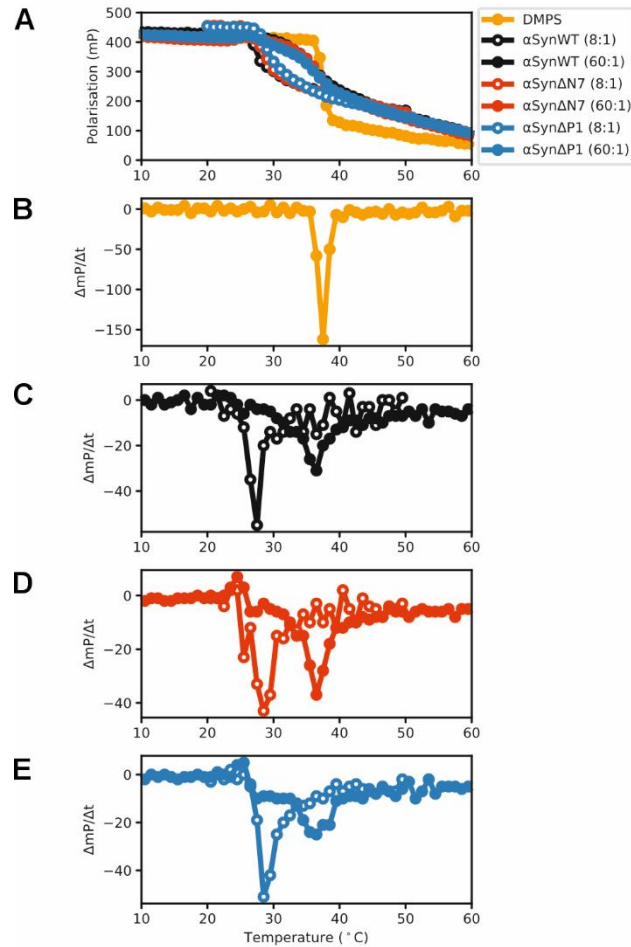 A
500
400
300
200
100
0
Polarisation (mP)
10 20 30 40 50 60
DMPS
αSynWT (8:1)
αSynWT (60:1)
αSynΔN7 (8:1)
αSynΔN7 (60:1)
αSynΔP1 (8:1)
αSynΔP1 (60:1)
B
0
−50
−100
−150
ΔmP/Δt
10 20 30 40 50 60
C
0
−20
−40
ΔmP/Δt
10 20 30 40 50 60
D
0
−20
−40
ΔmP/Δt
10 20 30 40 50 60
E
0
−20
−40
ΔmP/Δt
10 20 30 40 50 60
Temperature (°C)